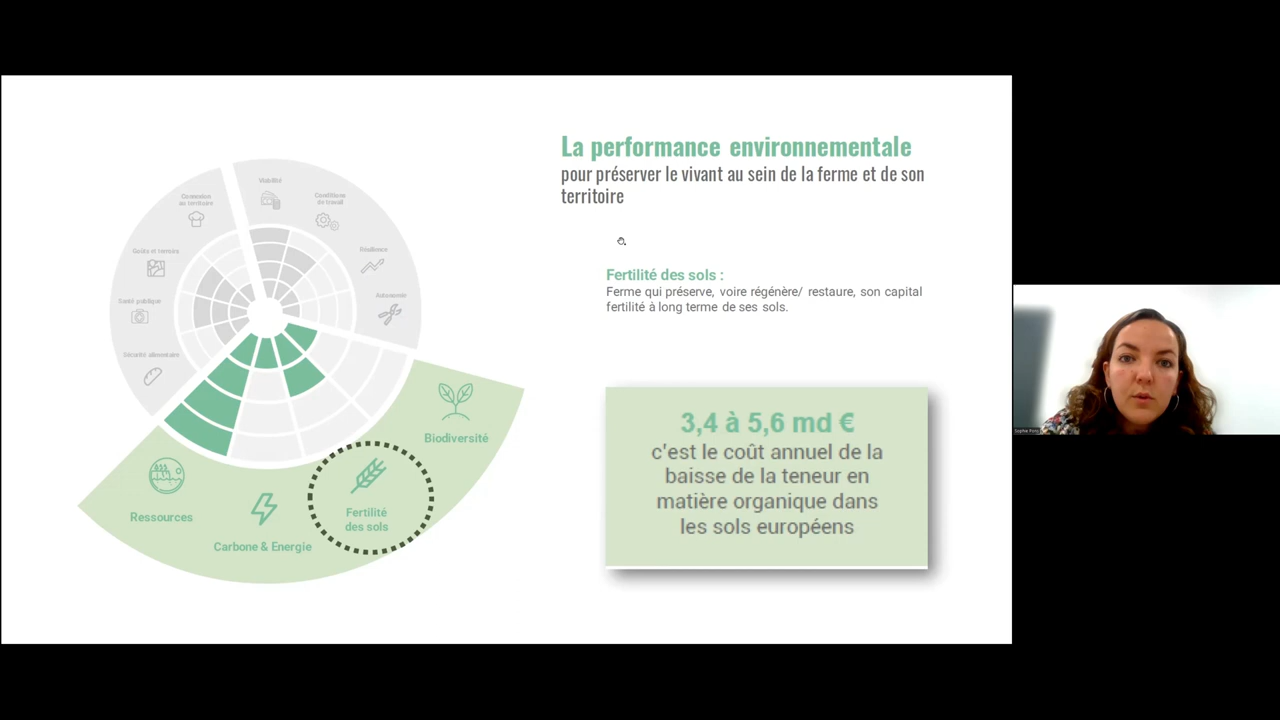 La performance environnementale
pour préserver le vivant au sein de la ferme et de son
territoire
Fertilité des sols :
Ferme qui préserve, voire régénère/ restaure, son capital
fertilité à long terme de ses sols.
3,4 à 5,6 md €
c'est le coût annuel de la
baisse de la teneur en
matière organique dans
les sols européens
Viabilité
Conditions
de travail
Résilience
Autonomie
Biodiversité
Fertilité
des sols
Carbone & Energie
Ressources
Sécurité alimentaire
Santé publique
Goûts et terroirs
Connexion
au territoire